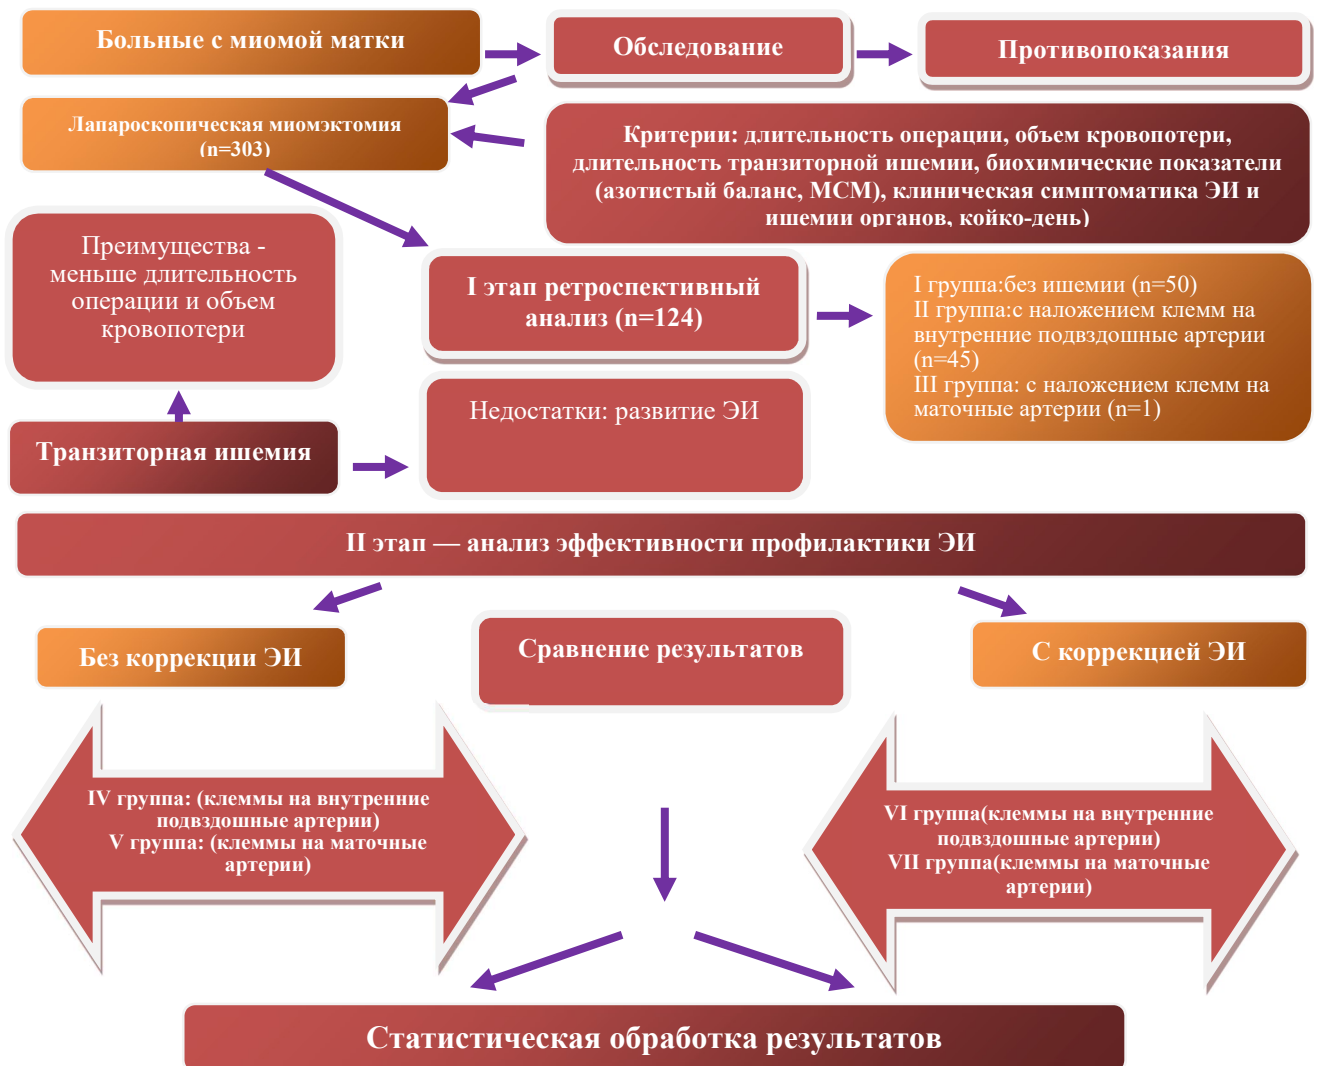 Больные с миомой матки
Обследование
Противопоказания
Лапароскопическая миомэктомия
(n=303)
Критерии: длительность операции, объем кровопотери,
длительность транзиторной ишемии, биохимические показатели
(азотистый баланс, МСМ), клиническая симптоматика ЭИ и
ишемии органов, койко-день)
Преимущества -
меньше длительность
операции и объем
кровопотери
I этап ретроспективный
анализ (n=124)
I группа:без ишемии (n=50)
II группа:с наложением клемм на
внутренние подвздошные артерии
(n=45)
III группа: с наложением клемм на
маточные артерии (n=1)
Недостатки: развитие ЭИ
Транзиторная ишемия
II этап — анализ эффективности профилактики ЭИ
Без коррекции ЭИ
Сравнение результатов
С коррекцией ЭИ
IV группа: (клеммы на внутренние
подвздошные артерии)
V группа: (клеммы на маточные
артерии)
VI группа(клеммы на внутренние
подвздошные артерии)
VII группа(клеммы на маточные
артерии)
Статистическая обработка результатов